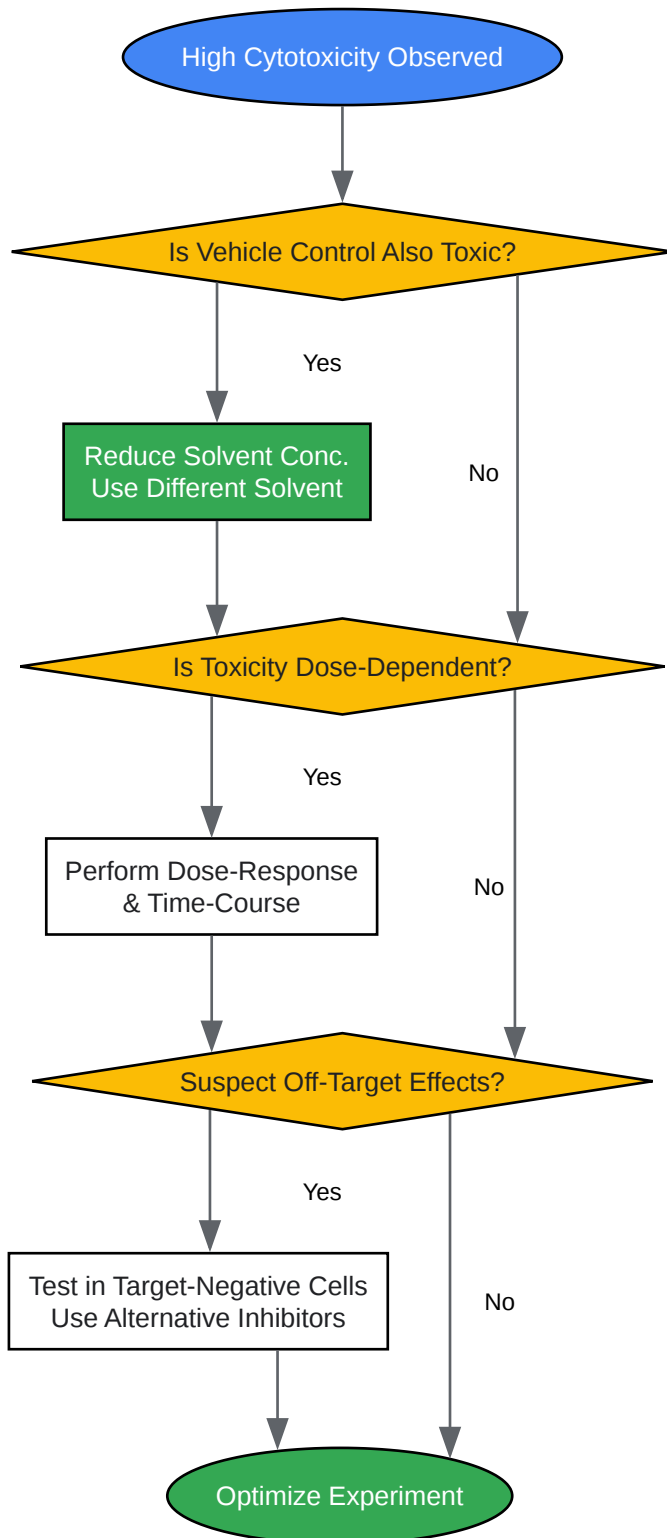 High Cytotoxicity Observed
Is Vehicle Control Also Toxic?
Yes
Reduce Solvent Conc.
Use Different Solvent
No
Is Toxicity Dose-Dependent?
Yes
Perform Dose-Response
& Time-Course
No
Suspect Off-Target Effects?
Yes
Test in Target-Negative Cells
Use Alternative Inhibitors
No
Optimize Experiment